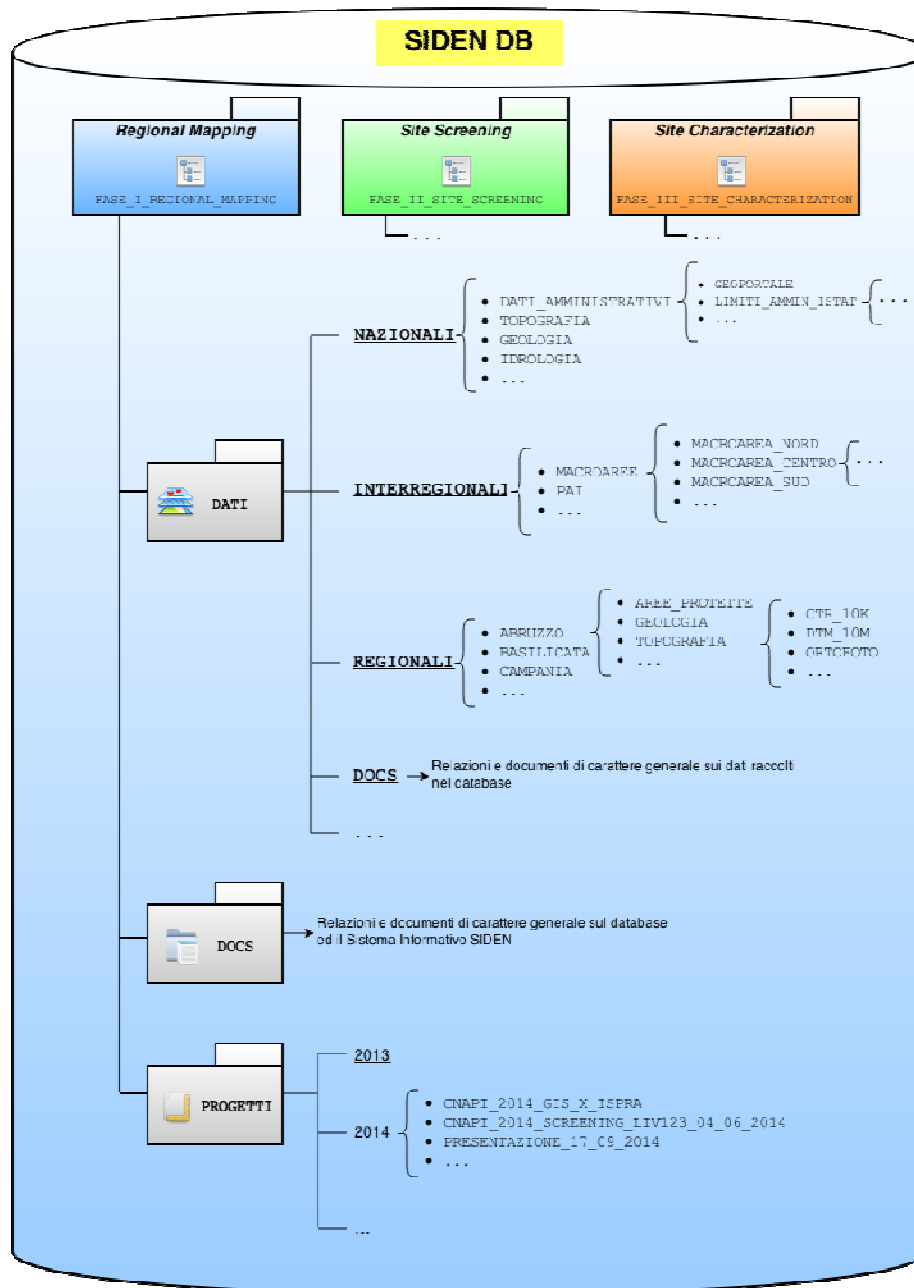 SIDEN DB
Regional Mapping
FASE_I_REGIONAL_MAPPING
Site Screening
FASE_II_SITE_SCREENING
Site Characterization
FASE_III_SITE_CHARACTERIZATION
...
...
NAZIONALI
• DATI_AMMINISTRATIVI
• TOPOGRAFIA
• GEOLOGIA
• IDROLOGIA
• ...
• GEOPORTALE
• LIMITI_AMMIN_ISTAT
• ...
...
DATI
INTERREGIONALI
• MACROAREE
• PAI
• ...
• MACROAREA_NORD
• MACROAREA_CENTRO
• MACROAREA_SUD
• ...
...
REGIONALI
• ABRUZZO
• BASILICATA
• CAMPANIA
• ...
• AREE_PROTETTE
• GEOLOGIA
• TOPOGRAFIA
• ...
• CTR_10K
• DTM_10M
• ORTOFOTO
• ...
DOCS
Relazioni e documenti di carattere generale sui dati raccolti
nel database
...
DOCS
Relazioni e documenti di carattere generale sul database
ed il Sistema Informativo SIDEN
PROGETTI
2013
2014
• CNAPI_2014_GIS_X_ISPRA
• CNAPI_2014_SCREENING_LIV123_04_06_2014
• PRESENTAZIONE_17_09_2014
• ...
...